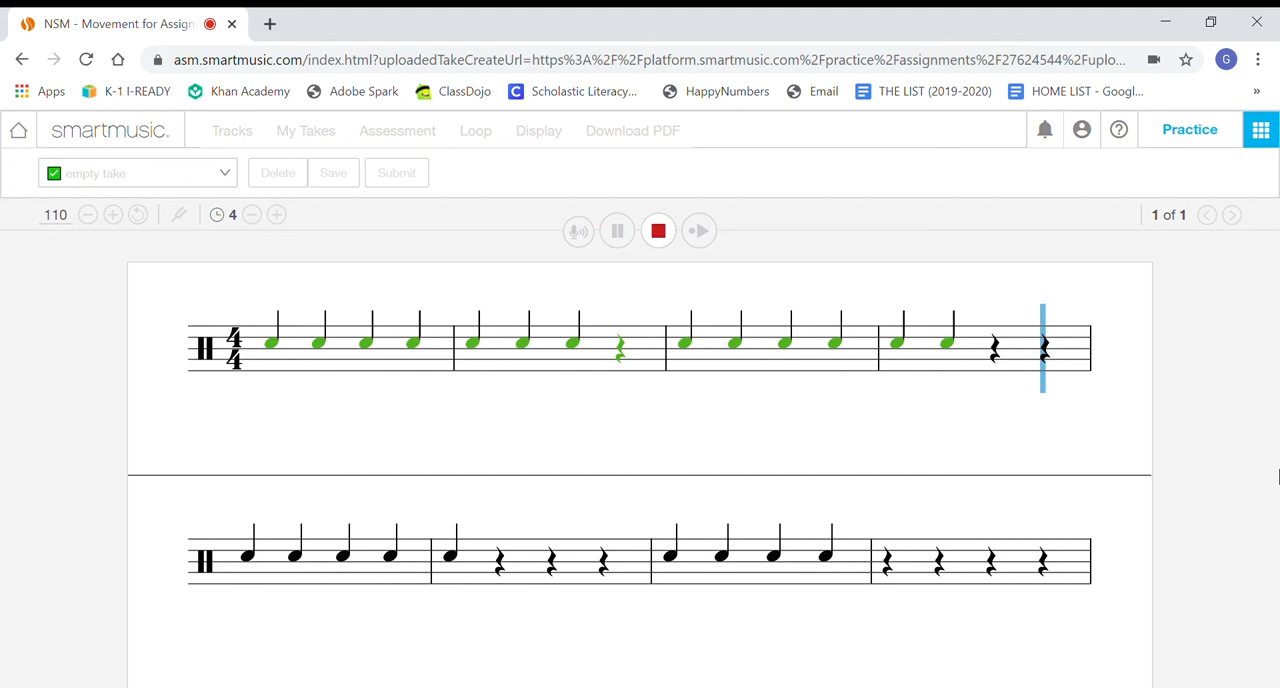 NSM - Movement for Assign
asm.smartmusic.com/index.html?uploadedTakeCreateUrl=https%3A%2F%2Fplatform.smartmusic.com%2Fpractice%2Fassignments%2F27624544%2Fuplo... G
Apps K-1 I-READY Khan Academy Adobe Spark ClassDojo Scholastic Literacy... HappyNumbers Email THE LIST (2019-2020) HOME LIST - Googl... »
smartmusic. Tracks My Takes Assessment Loop Display Download PDF Practice
empty take Delete Save Submit
110 4 1 of 1
4
4